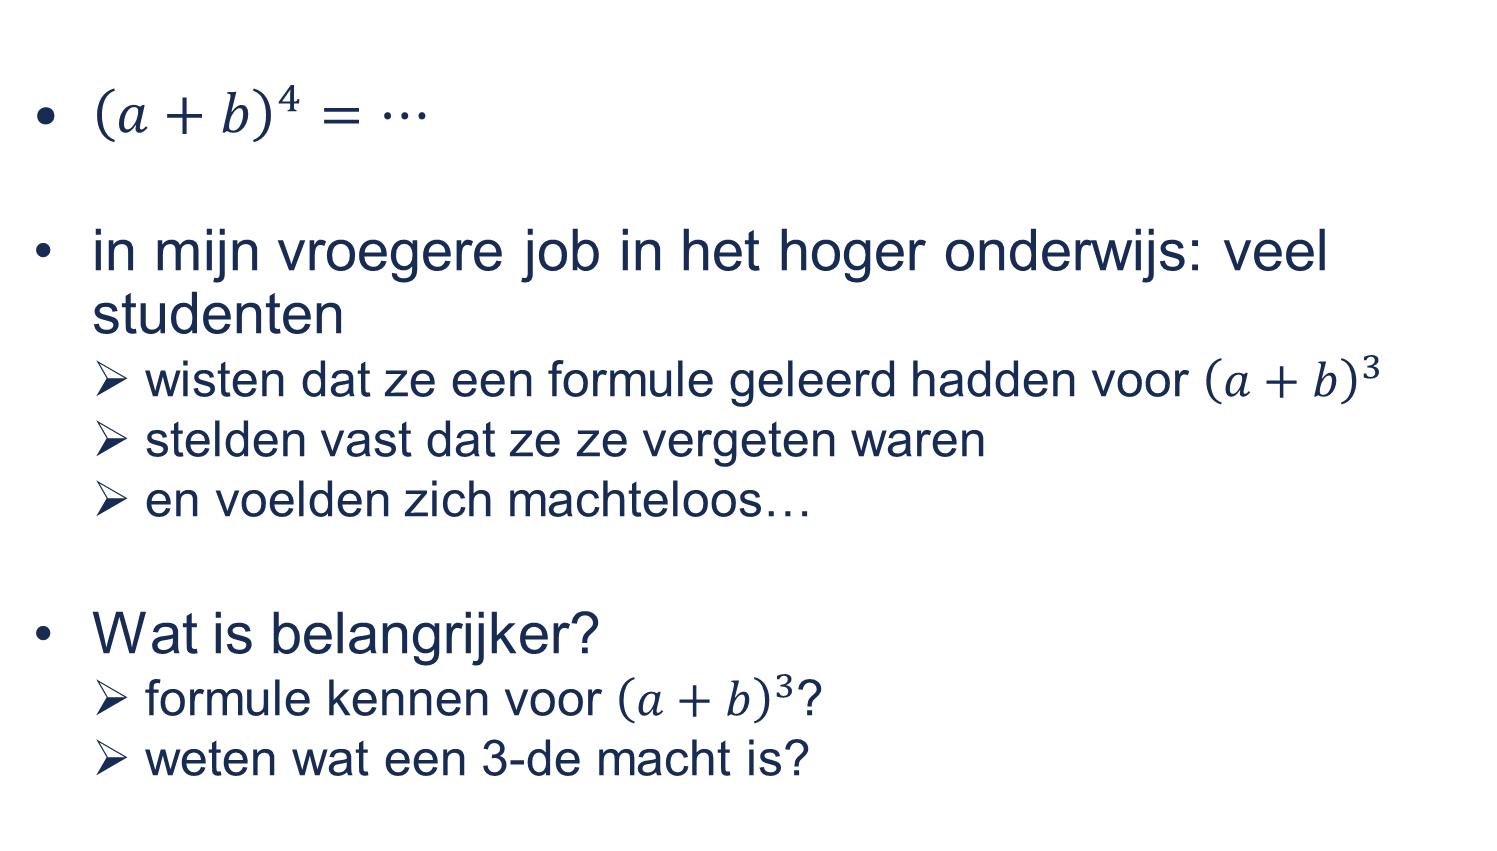 • (a + b)⁴ = ⋯
• in mijn vroegere job in het hoger onderwijs: veel
studenten
➢ wisten dat ze een formule geleerd hadden voor (a + b)³
➢ stelden vast dat ze ze vergeten waren
➢ en voelden zich machteloos…
• Wat is belangrijker?
➢ formule kennen voor (a + b)³?
➢ weten wat een 3-de macht is?